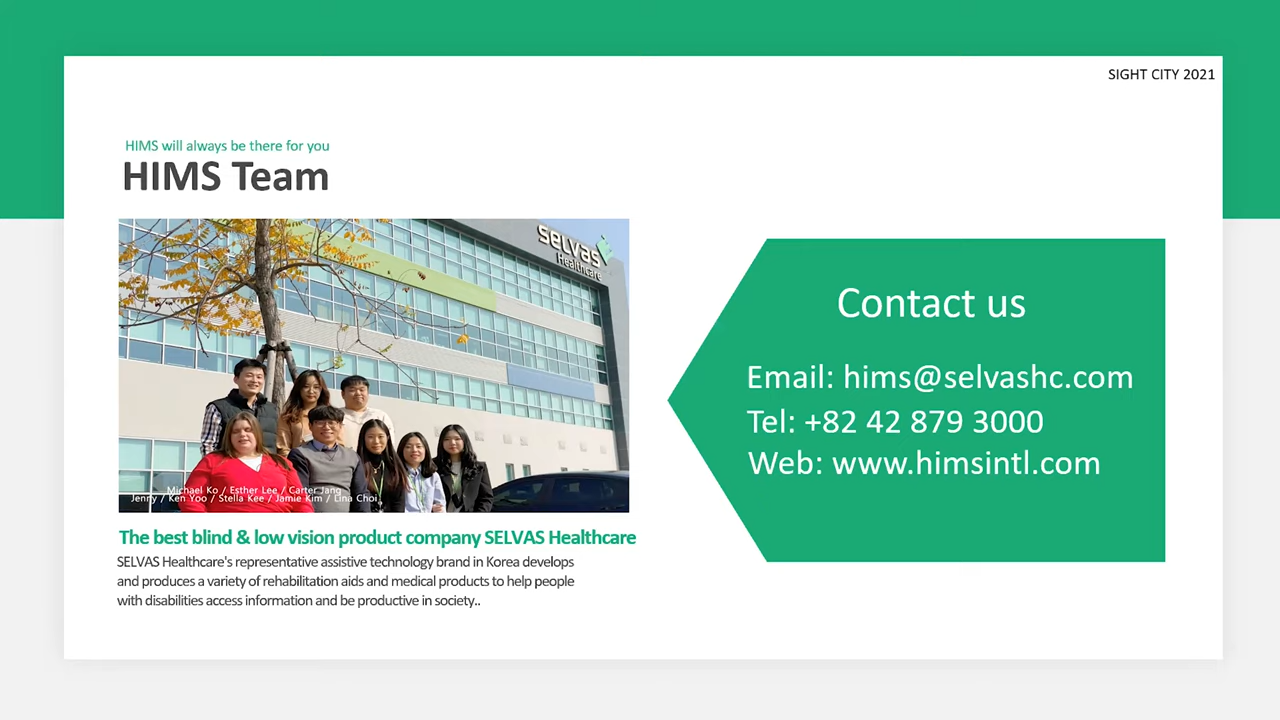 SIGHT CITY 2021
HIMS will always be there for you
HIMS Team
selvas
Healthcare
Michael Ko / Esther Lee / Carter Jang
Jenny / Ken Yoo / Stella Kee / Jamie Kim / Lina Choi
The best blind & low vision product company SELVAS Healthcare
SELVAS Healthcare's representative assistive technology brand in Korea develops
and produces a variety of rehabilitation aids and medical products to help people
with disabilities access information and be productive in society..
Contact us
Email: hims@selvashc.com
Tel: +82 42 879 3000
Web: www.himsintl.com